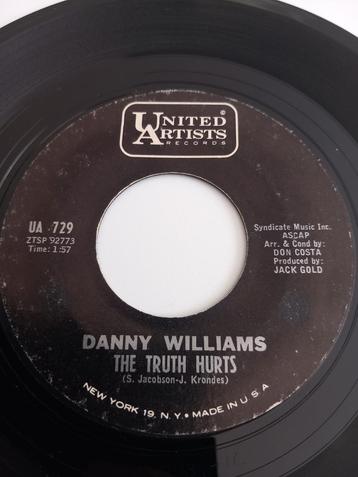 UNITED
ARTISTS
RECORDS
®
UA 729
ZTSP 92773
Time: 1:57
Syndicate Music Inc.
ASCAP
Arr. & Cond by:
DON COSTA
Produced by:
JACK GOLD
DANNY WILLIAMS
THE TRUTH HURTS
(S. Jacobson-J. Krondes)
NEW YORK 19, N.Y. • MADE IN U S A